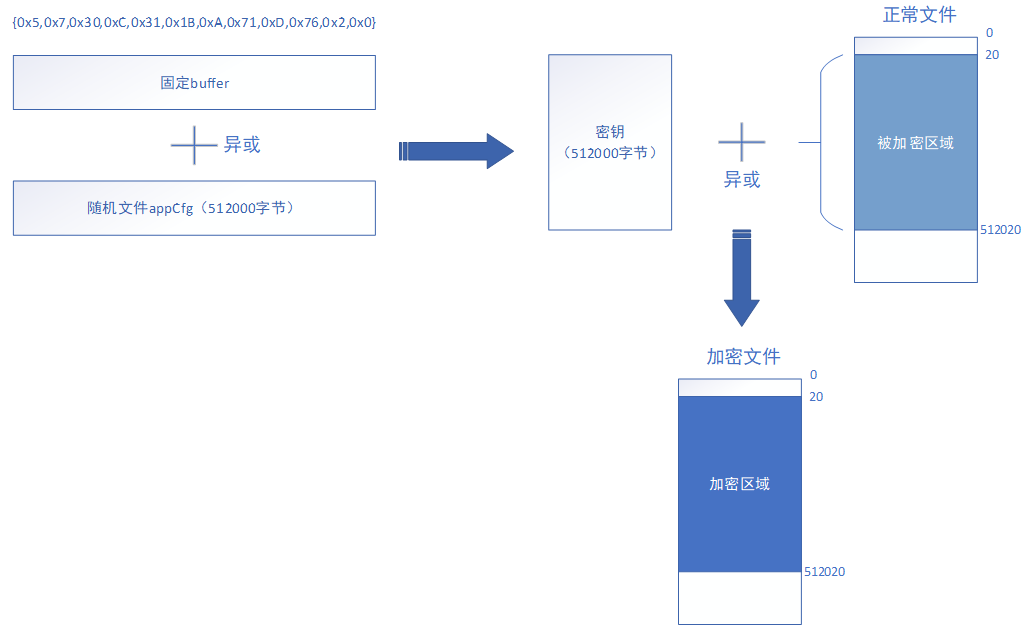 {0x5,0x7,0x30,0xC,0x31,0x1B,0xA,0x71,0xD,0x76,0x2,0x0}
固定buffer
异或
随机文件appCfg（512000字节）
密钥
（512000字节）
异或
正常文件
0
20
被加密区域
512020
加密文件
0
20
加密区域
512020